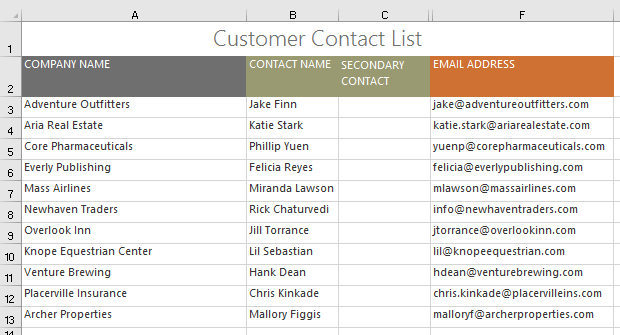 A B C F
1 Customer Contact List
2 COMPANY NAME CONTACT NAME SECONDARY CONTACT EMAIL ADDRESS
3 Adventure Outfitters Jake Finn jake@adventureoutfitters.com
4 Aria Real Estate Katie Stark katie.stark@ariarealestate.com
5 Core Pharmaceuticals Phillip Yuen yuenp@corepharmaceuticals.com
6 Everly Publishing Felicia Reyes felicia@everlypublishing.com
7 Mass Airlines Miranda Lawson mlawson@massairlines.com
8 Newhaven Traders Rick Chaturvedi info@newhaventraders.com
9 Overlook Inn Jill Torrance jtorrance@overlookinn.com
10 Knope Equestrian Center Lil Sebastian lil@knopeequestrian.com
11 Venture Brewing Hank Dean hdean@venturebrewing.com
12 Placerville Insurance Chris Kinkade chris.kinkade@placervilleins.com
13 Archer Properties Mallory Figgis malloryf@archerproperties.com